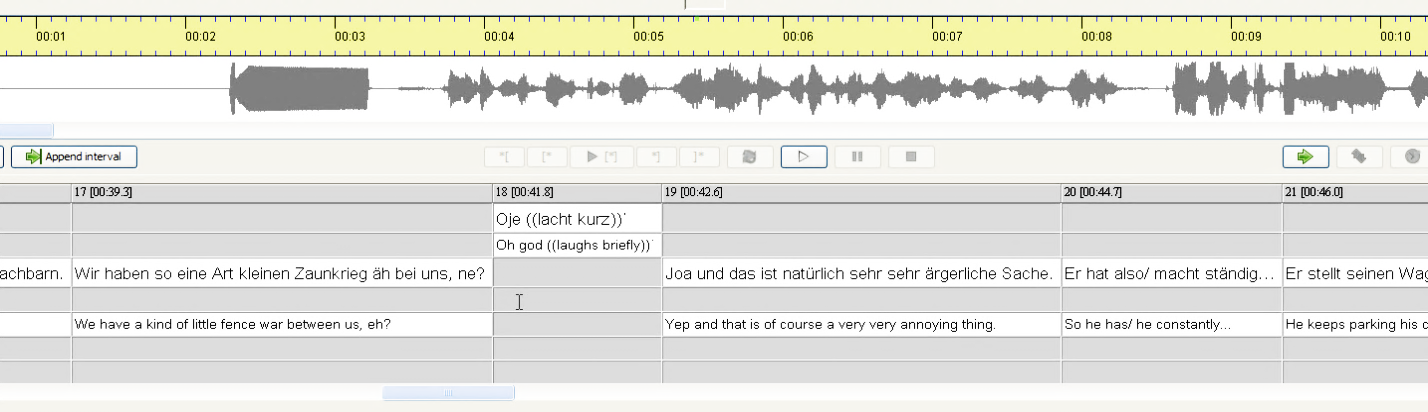 00:01 00:02 00:03 00:04 00:05 00:06 00:07 00:08 00:09 00:10
Append interval *[ [* [*] *] ]*
17 [00:39.3] 18 [00:41.8] 19 [00:42.6] 20 [00:44.7] 21 [00:46.0]
Oje ((lacht kurz))˙
Oh god ((laughs briefly))˙
achbarn. Wir haben so eine Art kleinen Zaunkrieg äh bei uns, ne? Joa und das ist natürlich sehr sehr ärgerliche Sache. Er hat also/ macht ständig... Er stellt seinen Wag
We have a kind of little fence war between us, eh? Yep and that is of course a very very annoying thing. So he has/ he constantly... He keeps parking his c